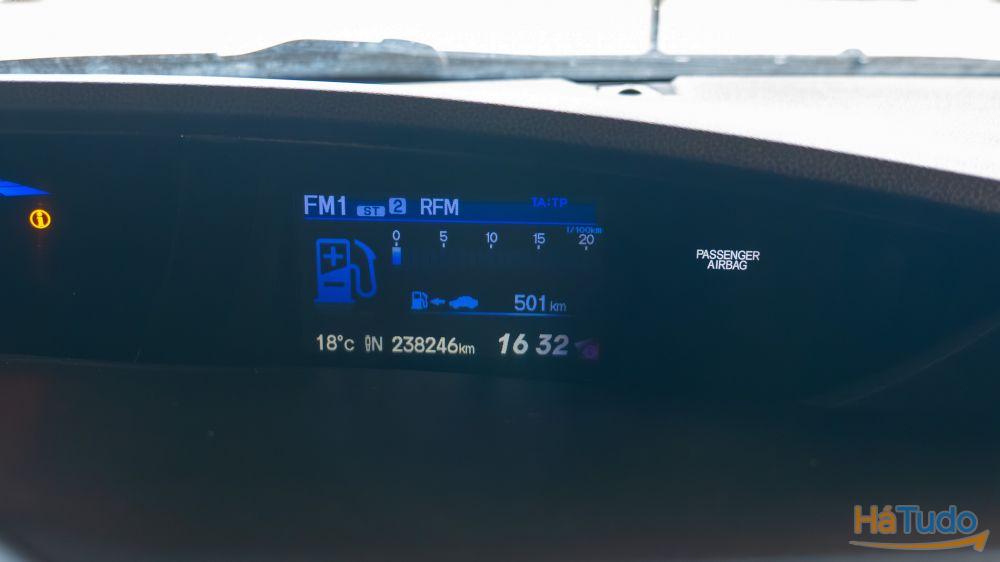 FM1 ST 2 RFM TA:TP
l/100km
0 5 10 15 20
501 km
18°c N 238246km 16 32
PASSENGER
AIRBAG
HáTudo